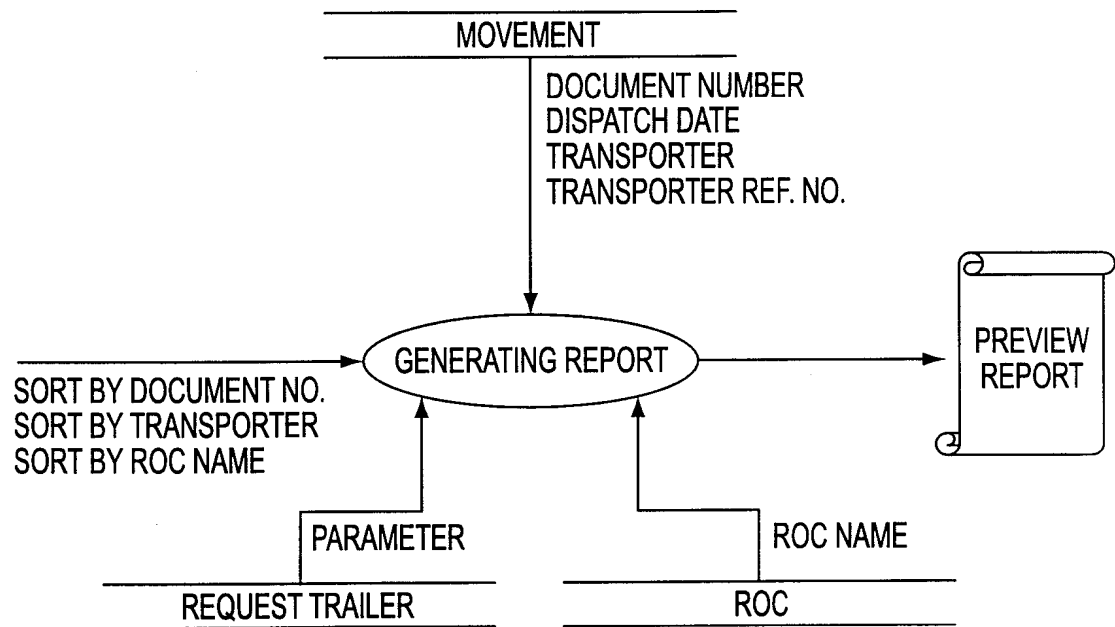 MOVEMENT
DOCUMENT NUMBER
DISPATCH DATE
TRANSPORTER
TRANSPORTER REF. NO.
GENERATING REPORT
PREVIEW
REPORT
SORT BY DOCUMENT NO.
SORT BY TRANSPORTER
SORT BY ROC NAME
PARAMETER
ROC NAME
REQUEST TRAILER
ROC